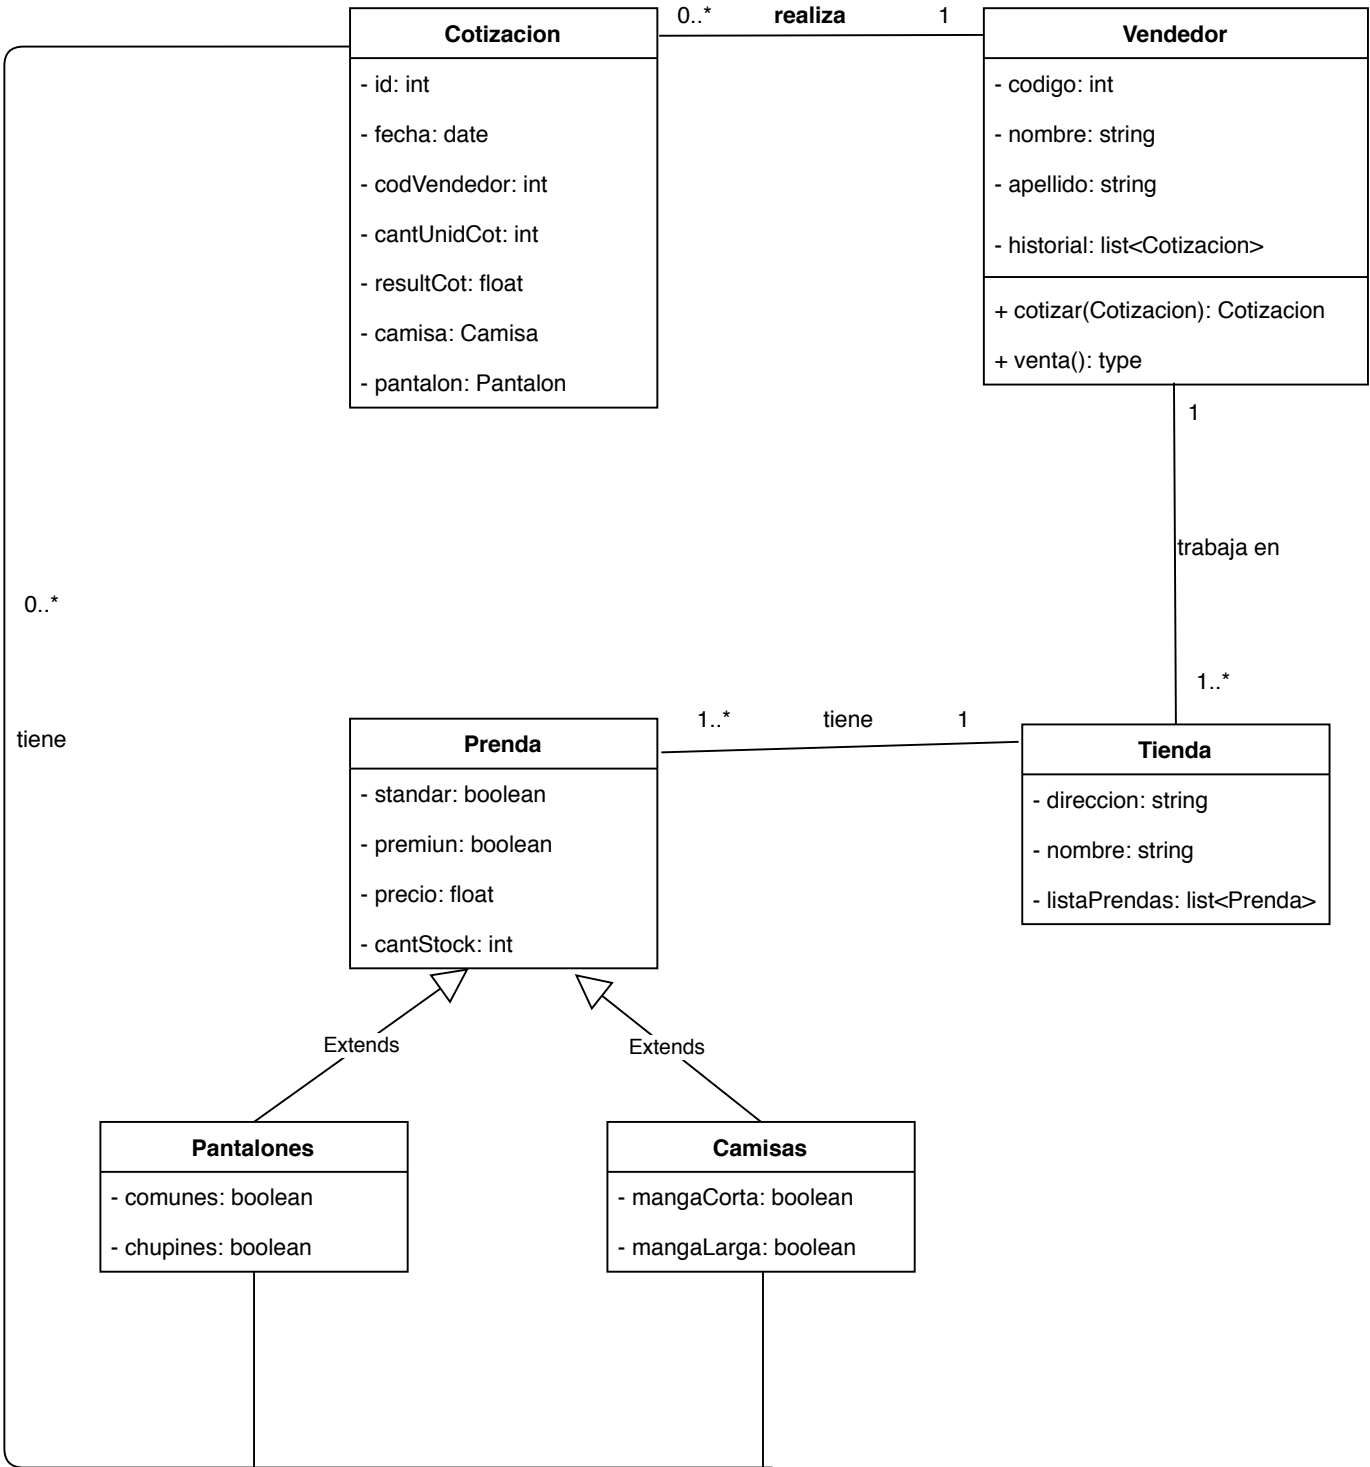 0..* realiza 1
Cotizacion
- id: int
- fecha: date
- codVendedor: int
- cantUnidCot: int
- resultCot: float
- camisa: Camisa
- pantalon: Pantalon
Vendedor
- codigo: int
- nombre: string
- apellido: string
- historial: list<Cotizacion>
+ cotizar(Cotizacion): Cotizacion
+ venta(): type
1
trabaja en
1..*
0..*
tiene
1..* tiene 1
Prenda
- standar: boolean
- premiun: boolean
- precio: float
- cantStock: int
Tienda
- direccion: string
- nombre: string
- listaPrendas: list<Prenda>
Extends
Extends
Pantalones
- comunes: boolean
- chupines: boolean
Camisas
- mangaCorta: boolean
- mangaLarga: boolean